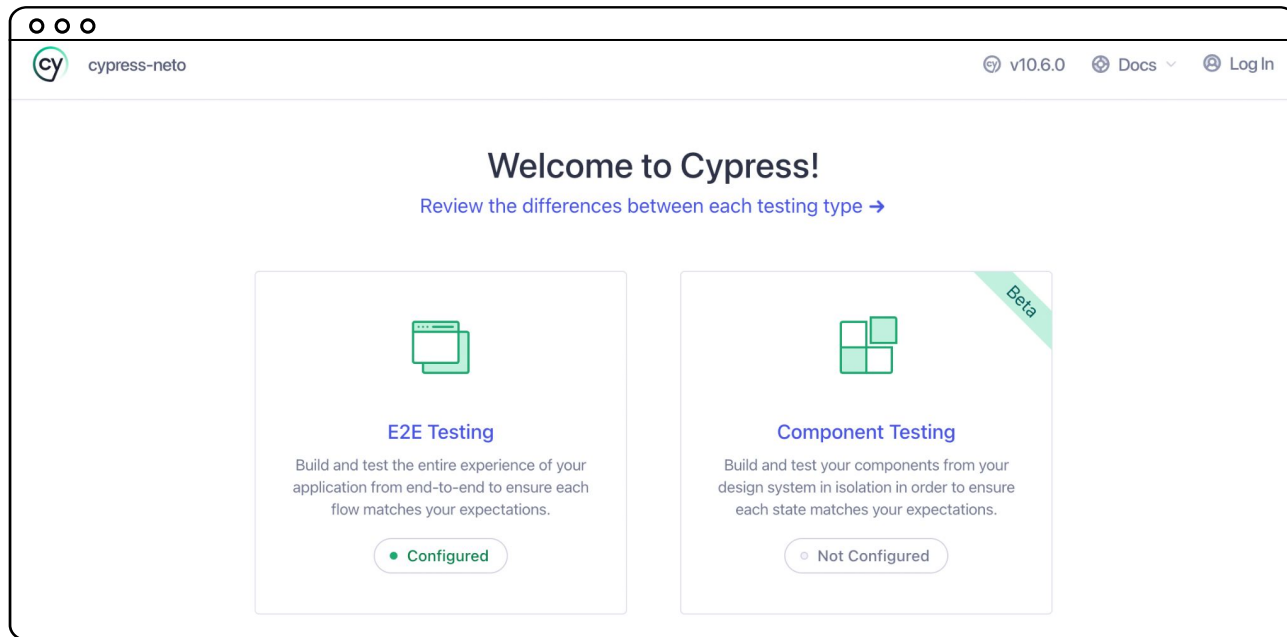 cy cypress-neto
cy v10.6.0 Docs Log In
Welcome to Cypress!
Review the differences between each testing type →
Beta
E2E Testing
Build and test the entire experience of your
application from end-to-end to ensure each
flow matches your expectations.
Configured
Component Testing
Build and test your components from your
design system in isolation in order to ensure
each state matches your expectations.
Not Configured